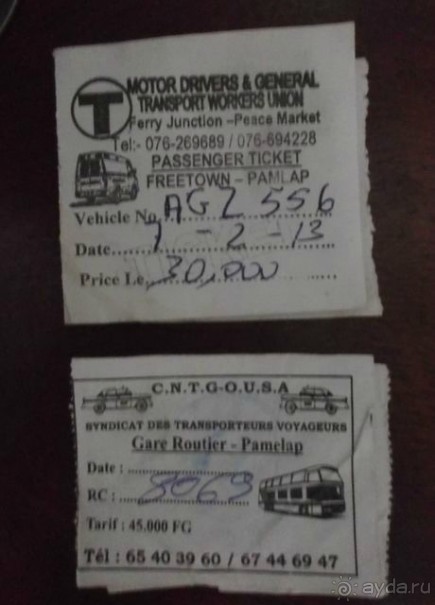 T
MOTOR DRIVERS & GENERAL
TRANSPORT WORKERS UNION
Ferry Junction –Peace Market
Tel:- 076-269689 / 076-694228
PASSENGER TICKET
FREETOWN – PAMLAP
Vehicle No. AGZ 556
Date 7 - 2 - 13
Price Le. 30,000
C.N.T.G-O.U.S.A
SYNDICAT DES TRANSPORTEURS VOYAGEURS
Gare Routier - Pamelap
Date :
RC : 9069
Tarif : 45.000 FG
Tél : 65 40 39 60 / 67 44 69 47
ayda.ru